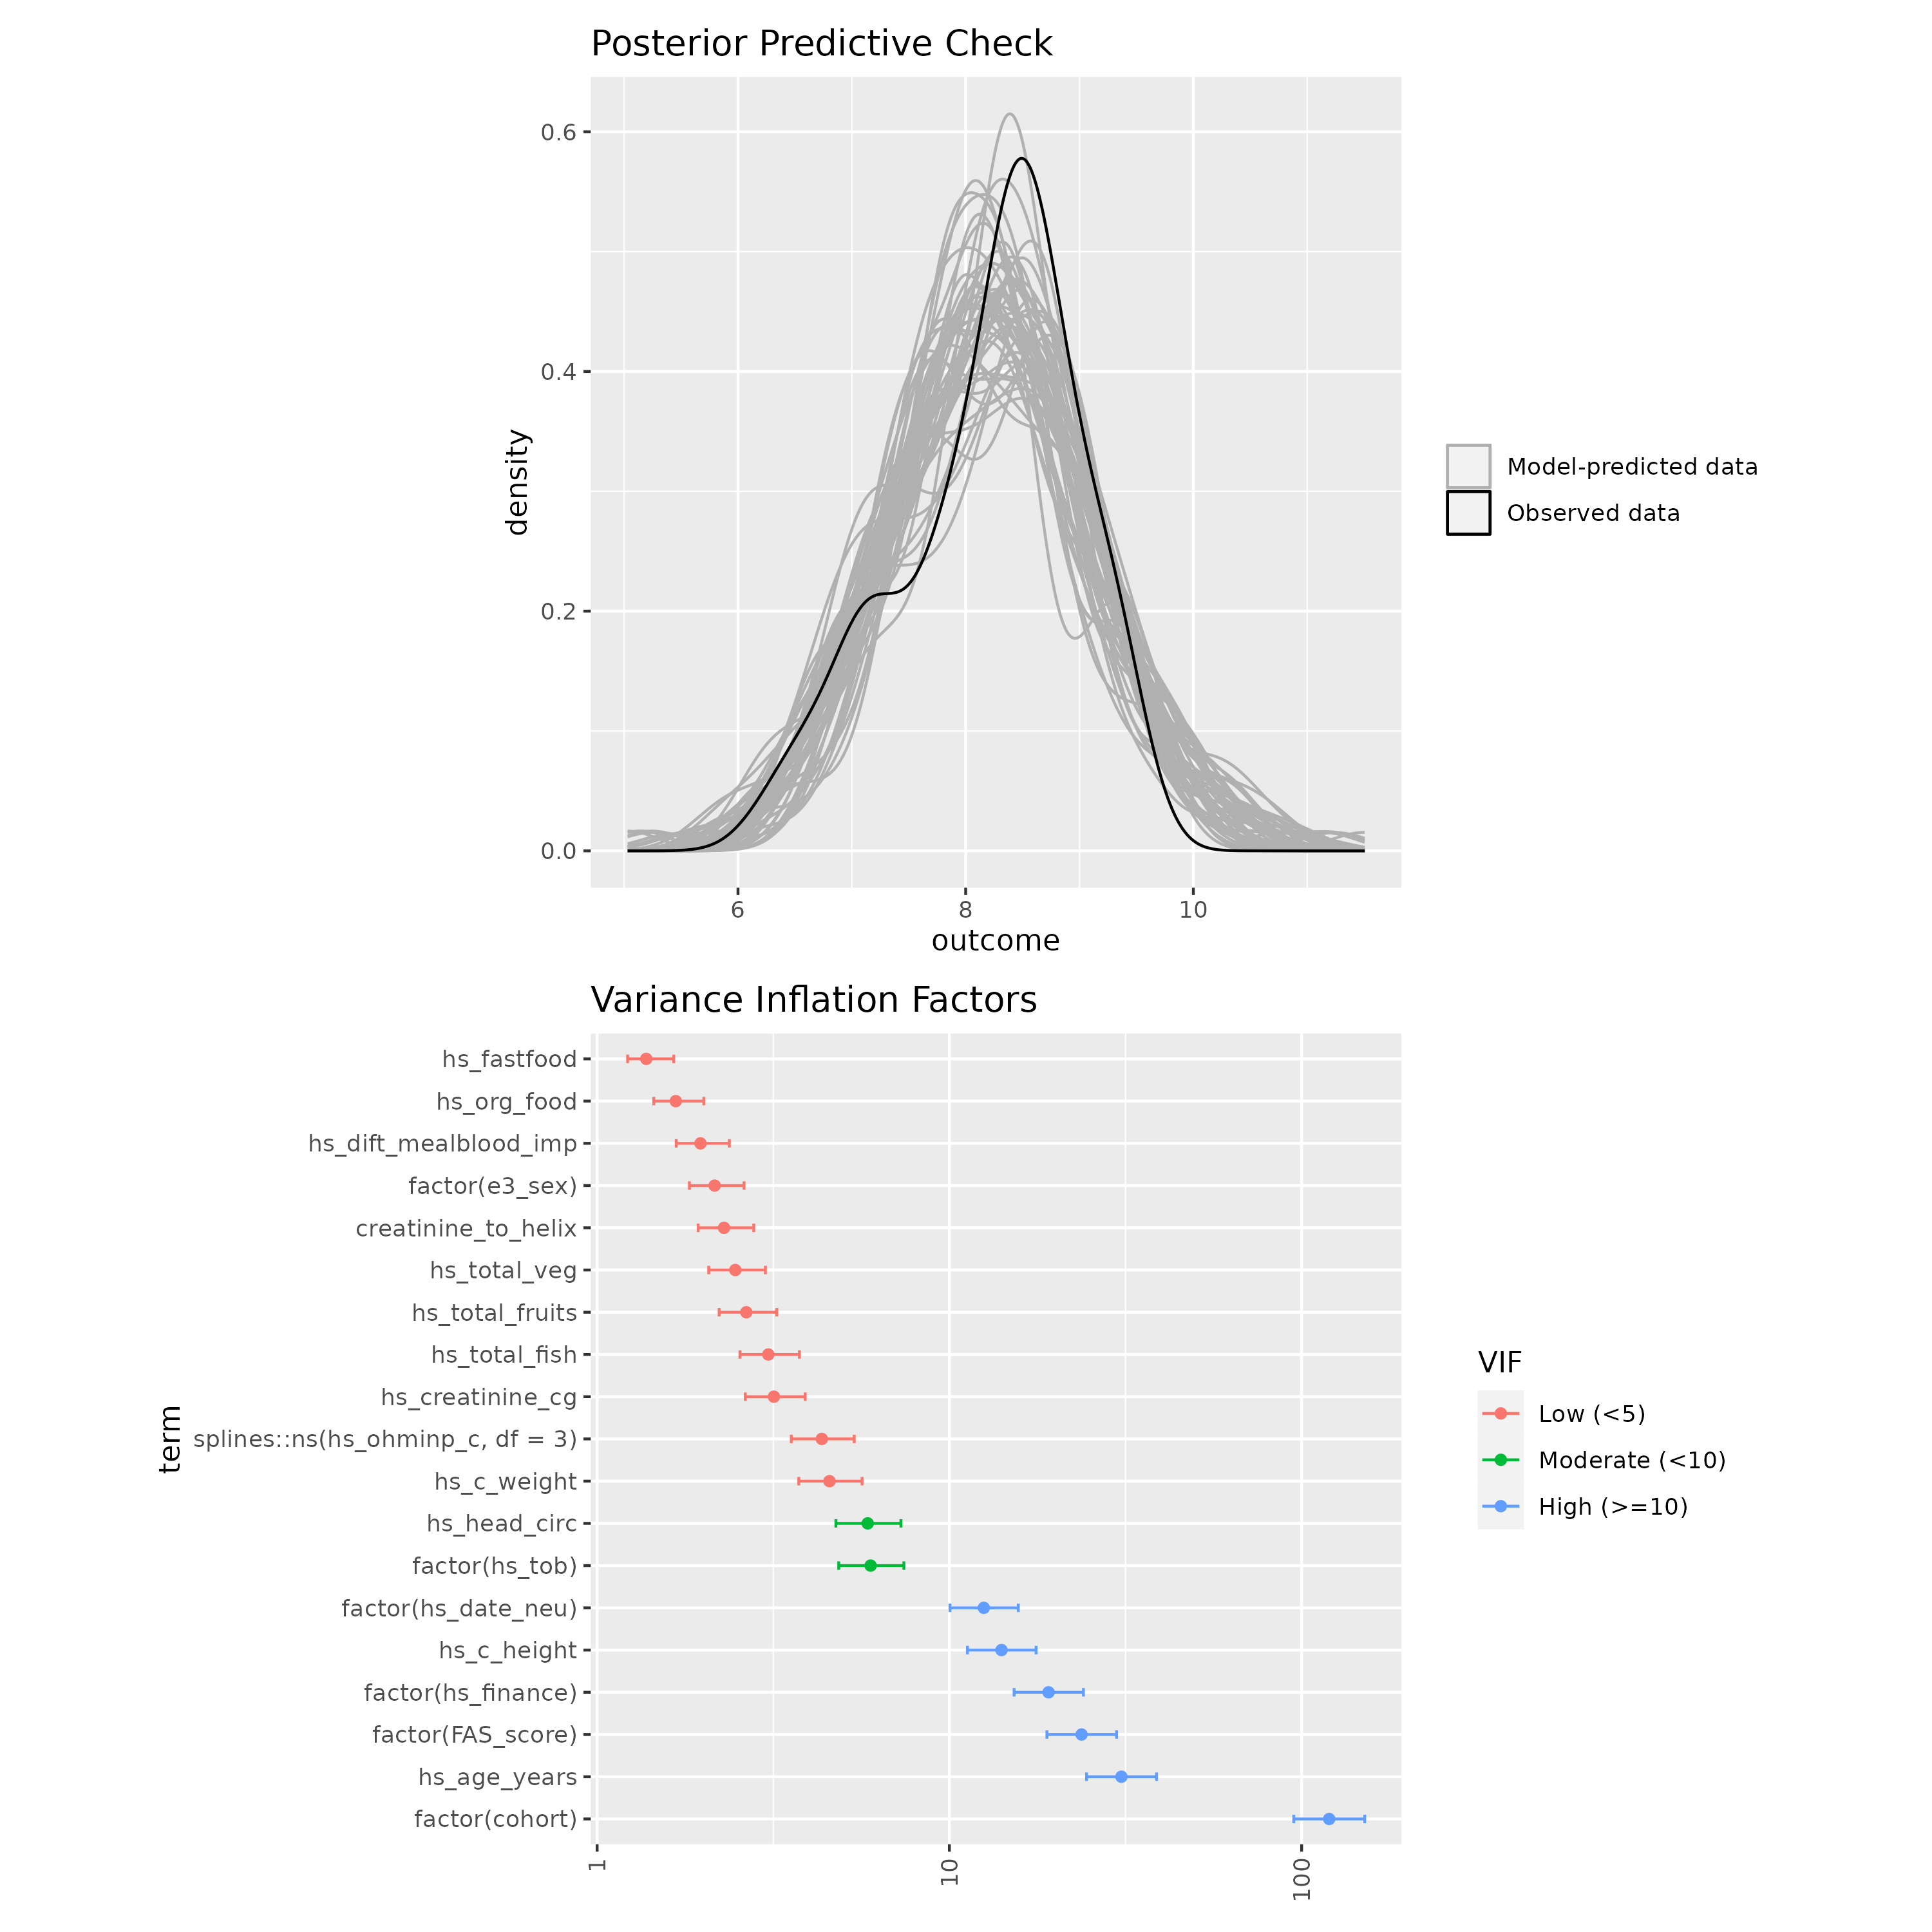 Posterior Predictive Check
density
0.6
0.4
0.2
0.0
6
8
10
outcome
Model-predicted data
Observed data
Variance Inflation Factors
term
hs_fastfood
hs_org_food
hs_dift_mealblood_imp
factor(e3_sex)
creatinine_to_helix
hs_total_veg
hs_total_fruits
hs_total_fish
hs_creatinine_cg
splines::ns(hs_ohminp_c, df = 3)
hs_c_weight
hs_head_circ
factor(hs_tob)
factor(hs_date_neu)
hs_c_height
factor(hs_finance)
factor(FAS_score)
hs_age_years
factor(cohort)
1
10
100
VIF
Low (<5)
Moderate (<10)
High (>=10)